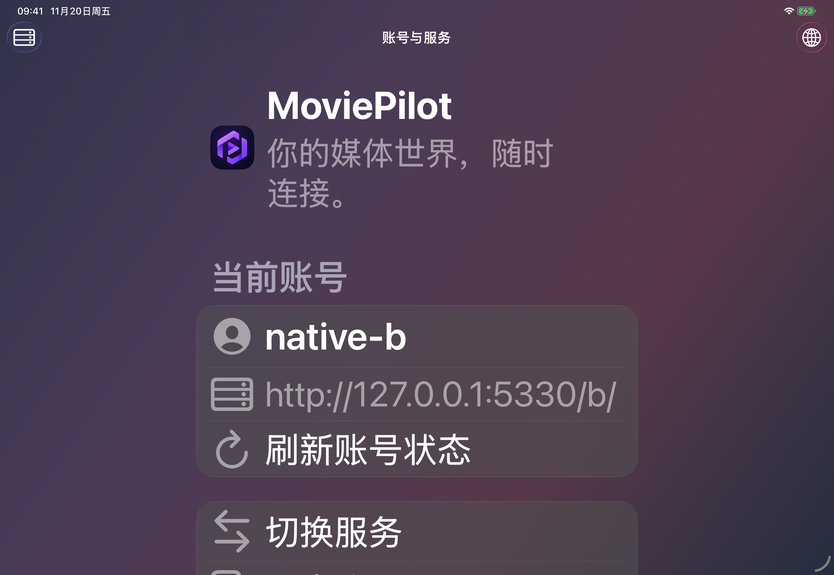 09:41 11月20日周五
账号与服务
MoviePilot
你的媒体世界，随时
连接。
当前账号
native-b
http://127.0.0.1:5330/b/
刷新账号状态
切换服务